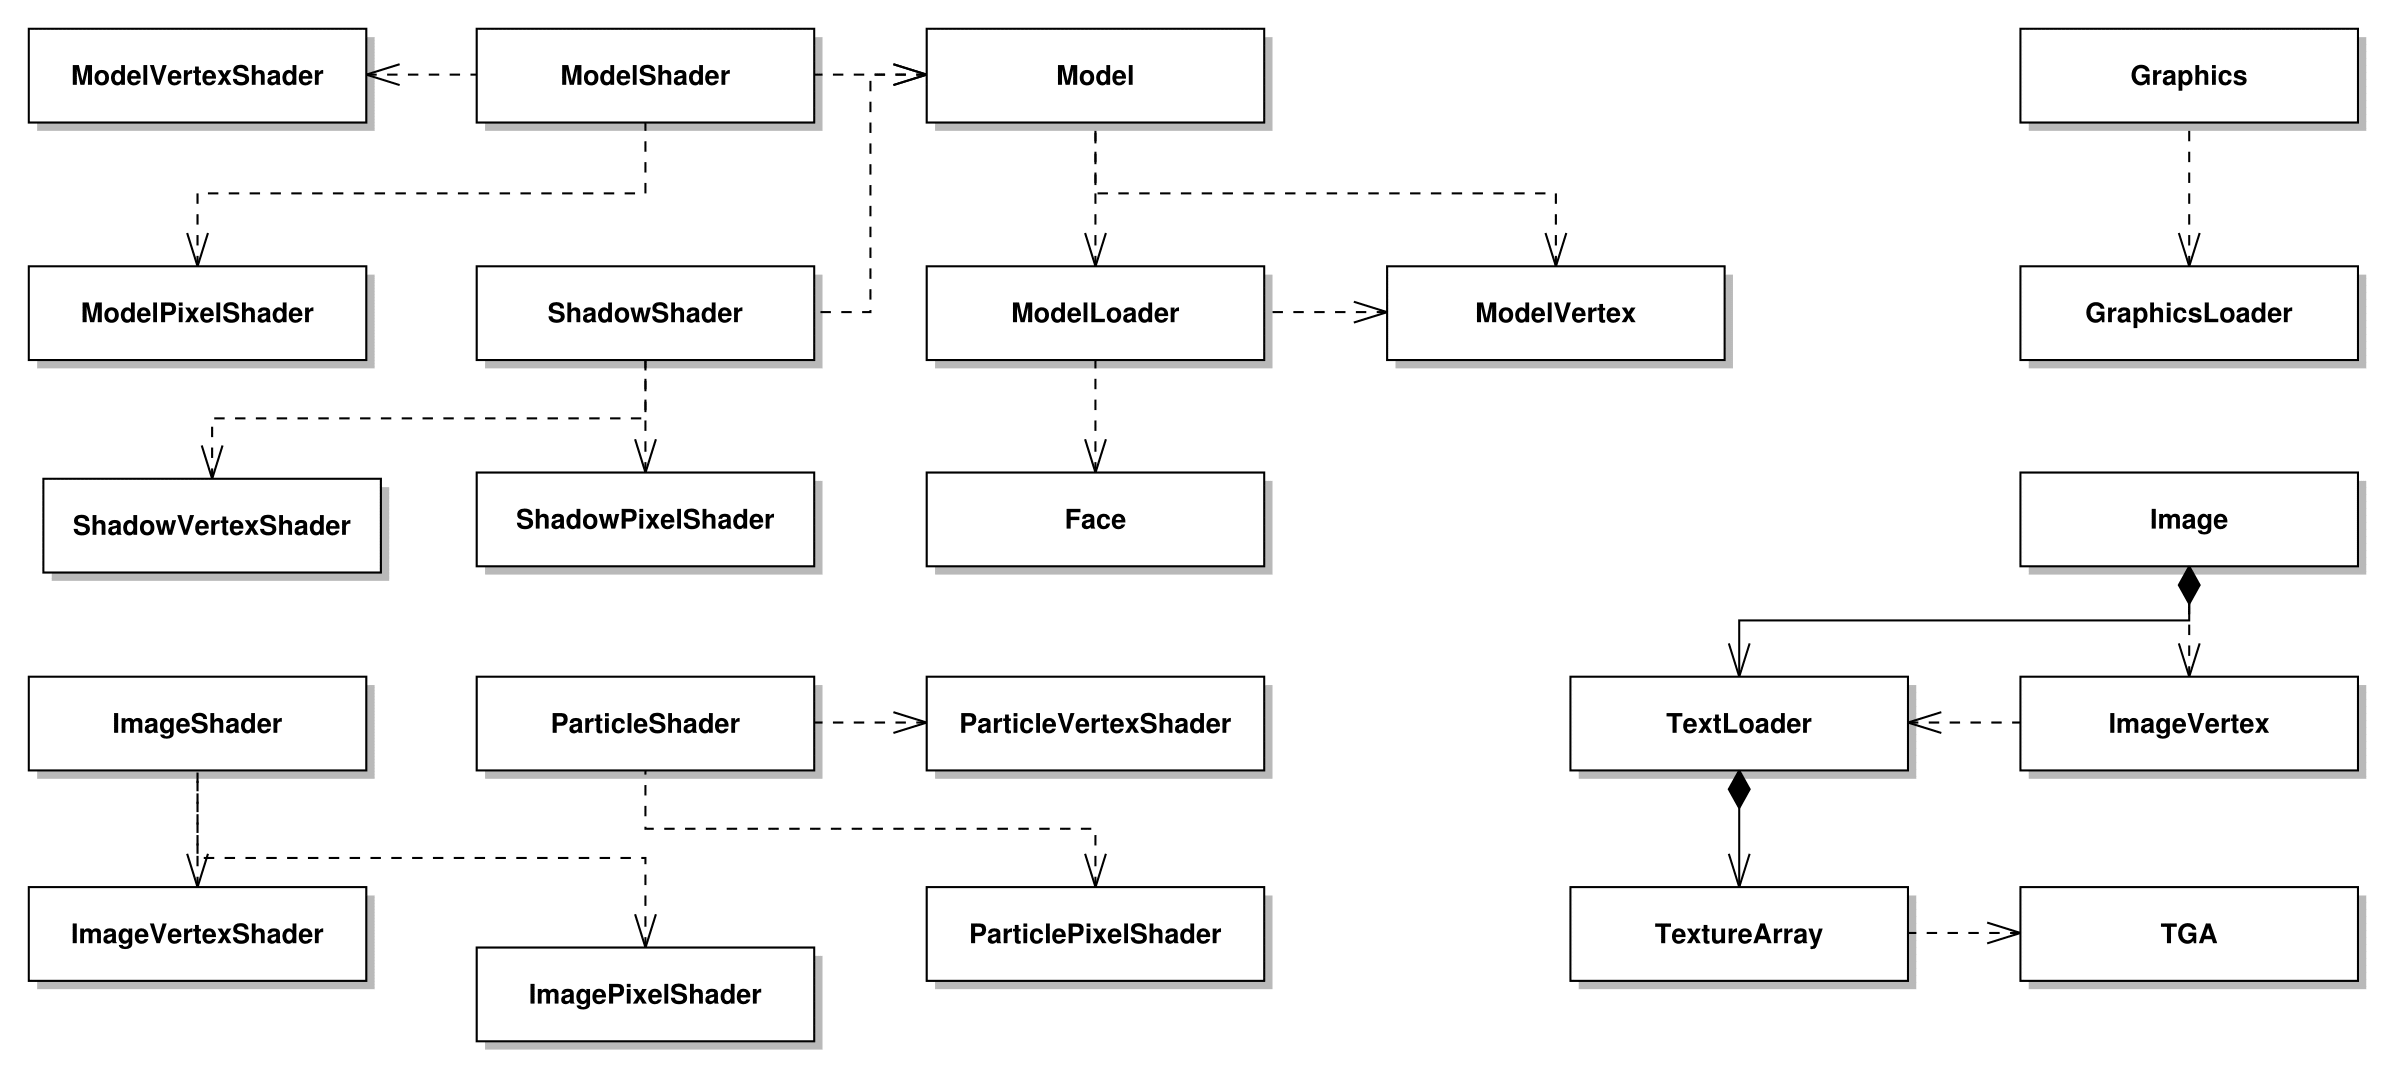 ModelVertexShader
ModelShader
Model
Graphics
ModelPixelShader
ShadowShader
ModelLoader
ModelVertex
GraphicsLoader
ShadowVertexShader
ShadowPixelShader
Face
Image
ImageShader
ParticleShader
ParticleVertexShader
TextLoader
ImageVertex
ImageVertexShader
ImagePixelShader
ParticlePixelShader
TextureArray
TGA